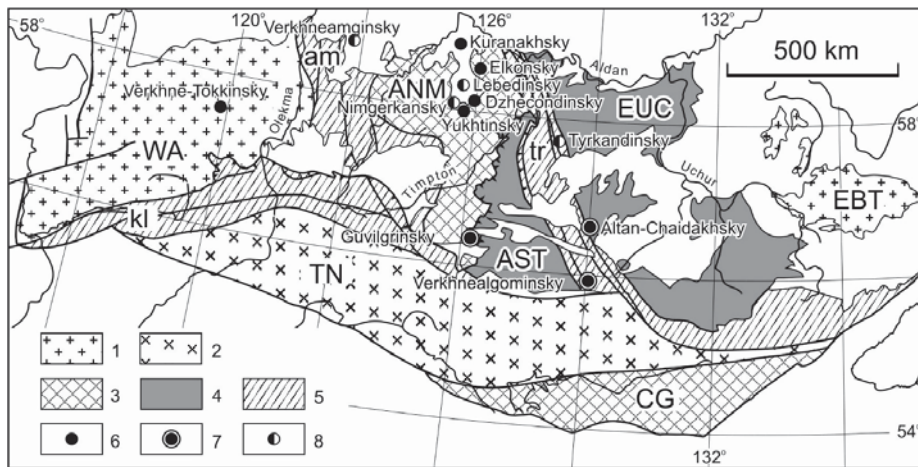 58°
120°
126°
132°
Verkhneamginsky
Kuranakhsky
500 km
am
Elkonsky
Aldan
Lebedinsky
ANM
Verkhne-Tokkinsky
Nimgerkansky
Dzhecondinsky
EUC
Olekma
Yukhtinsky
58°
WA
tr
Tyrkandinsky
Timpton
Uchur
EBT
kl
Guvilgrinsky
Altan-Chaidakhsky
AST
TN
Verkhnealgominsky
1
2
3
4
5
CG
6
7
8
54°
132°